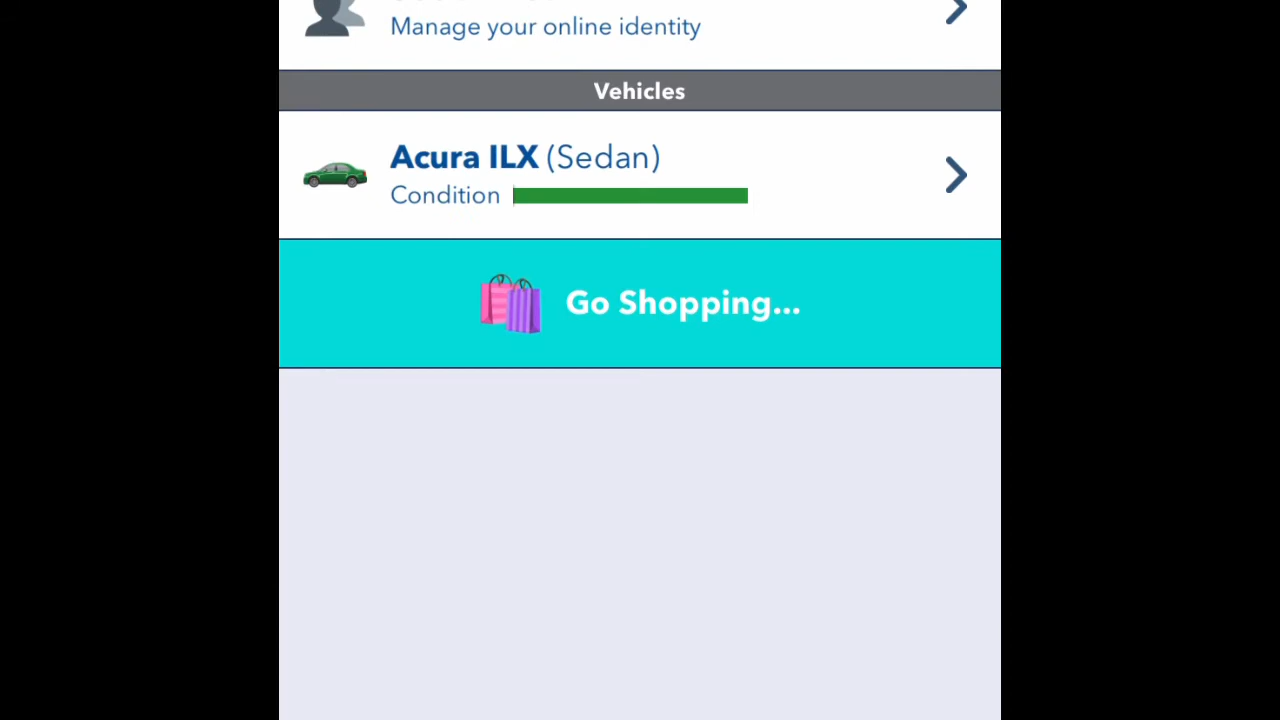 Manage your online identity
Vehicles
Acura ILX (Sedan)
Condition
Go Shopping...